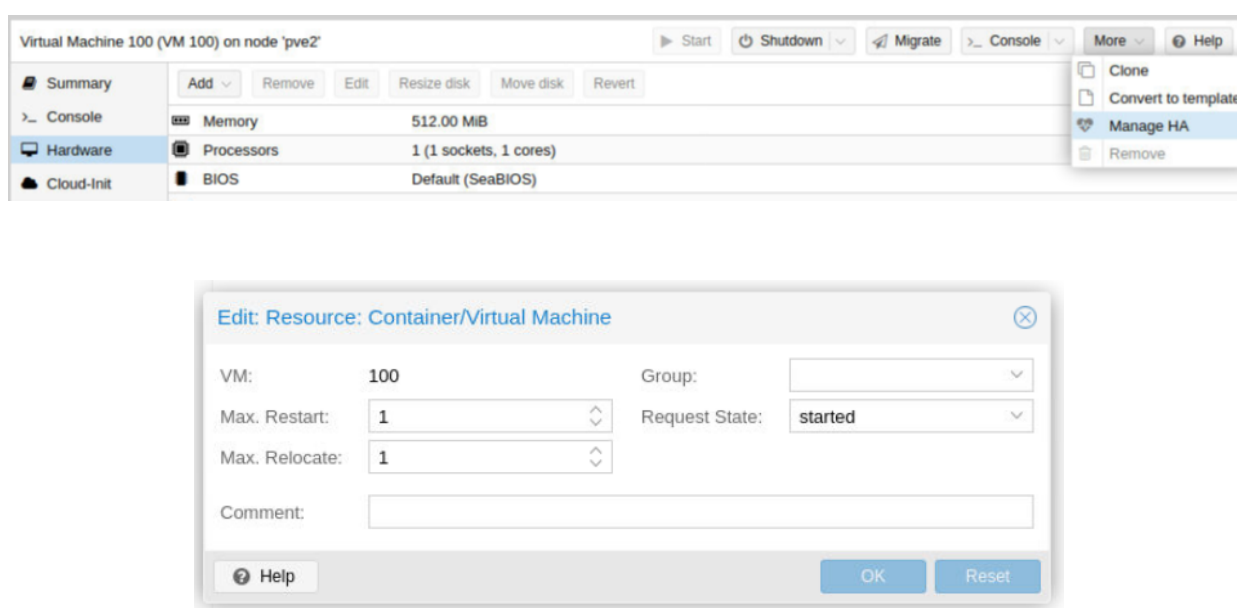 Virtual Machine 100 (VM 100) on node 'pve2' Start Shutdown Migrate >_ Console More Help
Summary Add Remove Edit Resize disk Move disk Revert Clone
Convert to template
>_ Console Memory 512.00 MiB Manage HA
Hardware Processors 1 (1 sockets, 1 cores) Remove
Cloud-Init BIOS Default (SeaBIOS)
Edit: Resource: Container/Virtual Machine
VM: 100 Group:
Max. Restart: 1 Request State: started
Max. Relocate: 1
Comment:
Help OK Reset